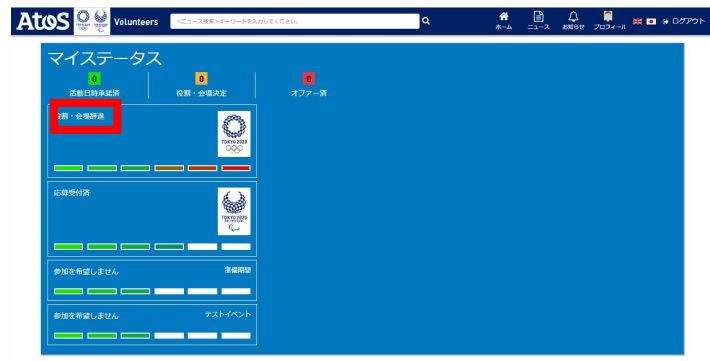 Atos
Volunteers
<ニュース検索>キーワードを入力してください。
ホーム
ニュース
お知らせ
プロフィール
ログアウト
マイステータス
0
0
0
活動日時承諾済
役割・会場決定
オファー済
役割・会場辞退
TOKYO 2020
応募受付済
TOKYO 2020
参加を希望しません
準備期間
参加を希望しません
テストイベント